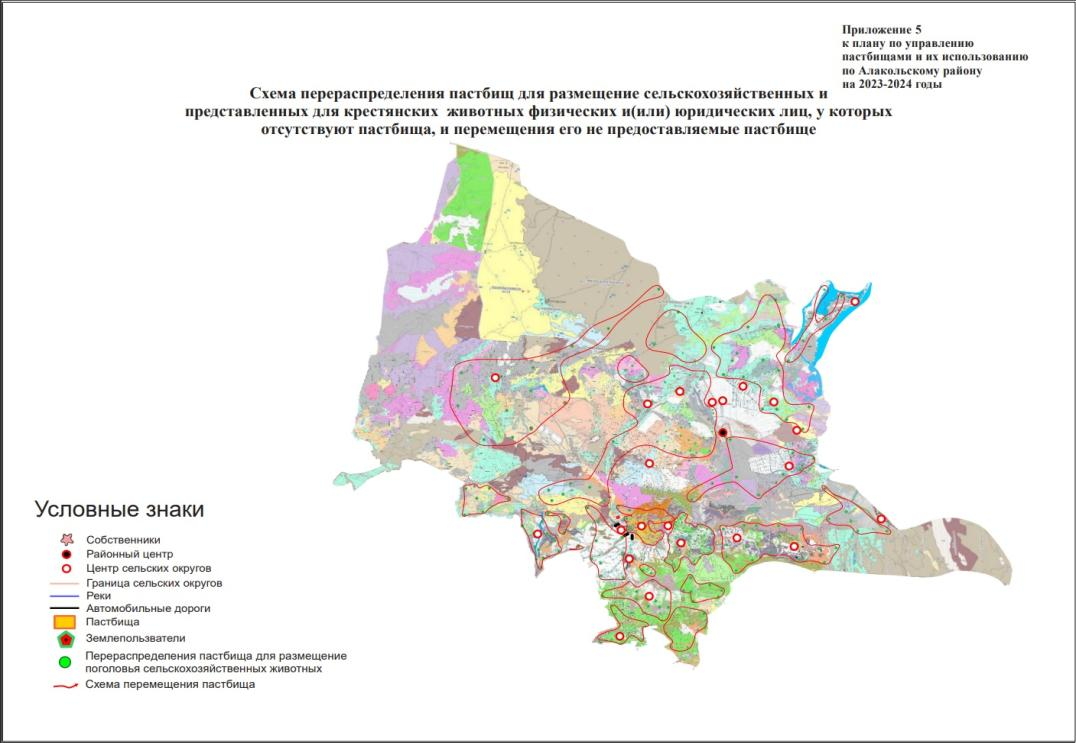 Приложение 5
к плану по управлению
пастбищами и их использованию
по Алакольскому району
на 2023-2024 годы
Схема перераспределения пастбищ для размещение сельскохозяйственных и
представленных для крестянских животных физических и(или) юридических лиц, у которых
отсутствуют пастбища, и перемещения его не предоставляемые пастбище
Условные знаки
Собственники
Районный центр
Центр сельских округов
Граница сельских округов
Реки
Автомобильные дороги
Пастбища
Землепользватели
Перераспределения пастбища для размещение
поголовья сельскохозяйственных животных
Схема перемещения пастбища